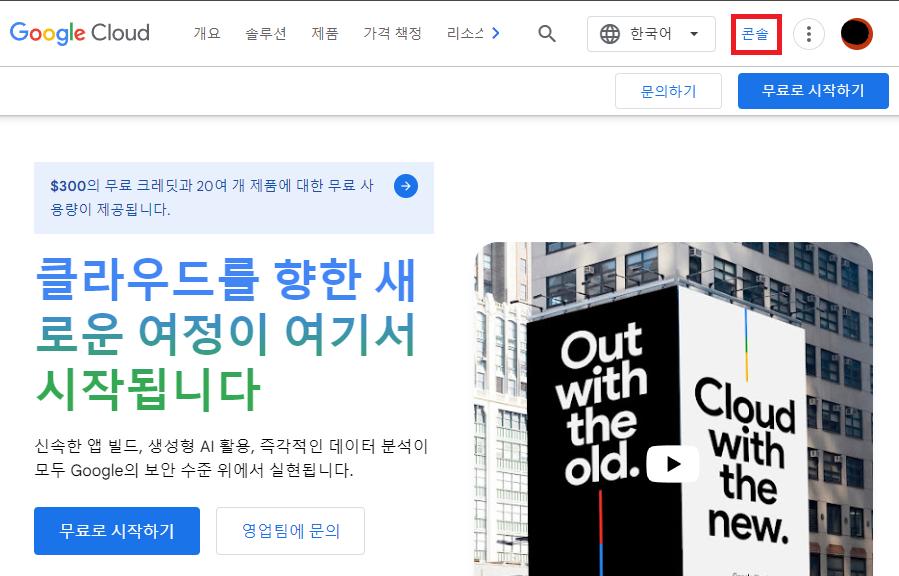 Google Cloud 개요 솔루션 제품 가격 책정 리소스 한국어 콘솔
문의하기 무료로 시작하기
$300의 무료 크레딧과 20여 개 제품에 대한 무료 사
용량이 제공됩니다.
클라우드를 향한 새
로운 여정이 여기서
시작됩니다
신속한 앱 빌드, 생성형 AI 활용, 즉각적인 데이터 분석이
모두 Google의 보안 수준 위에서 실현됩니다.
무료로 시작하기 영업팀에 문의
Out
with
the
old.
Cloud
with
the
new.